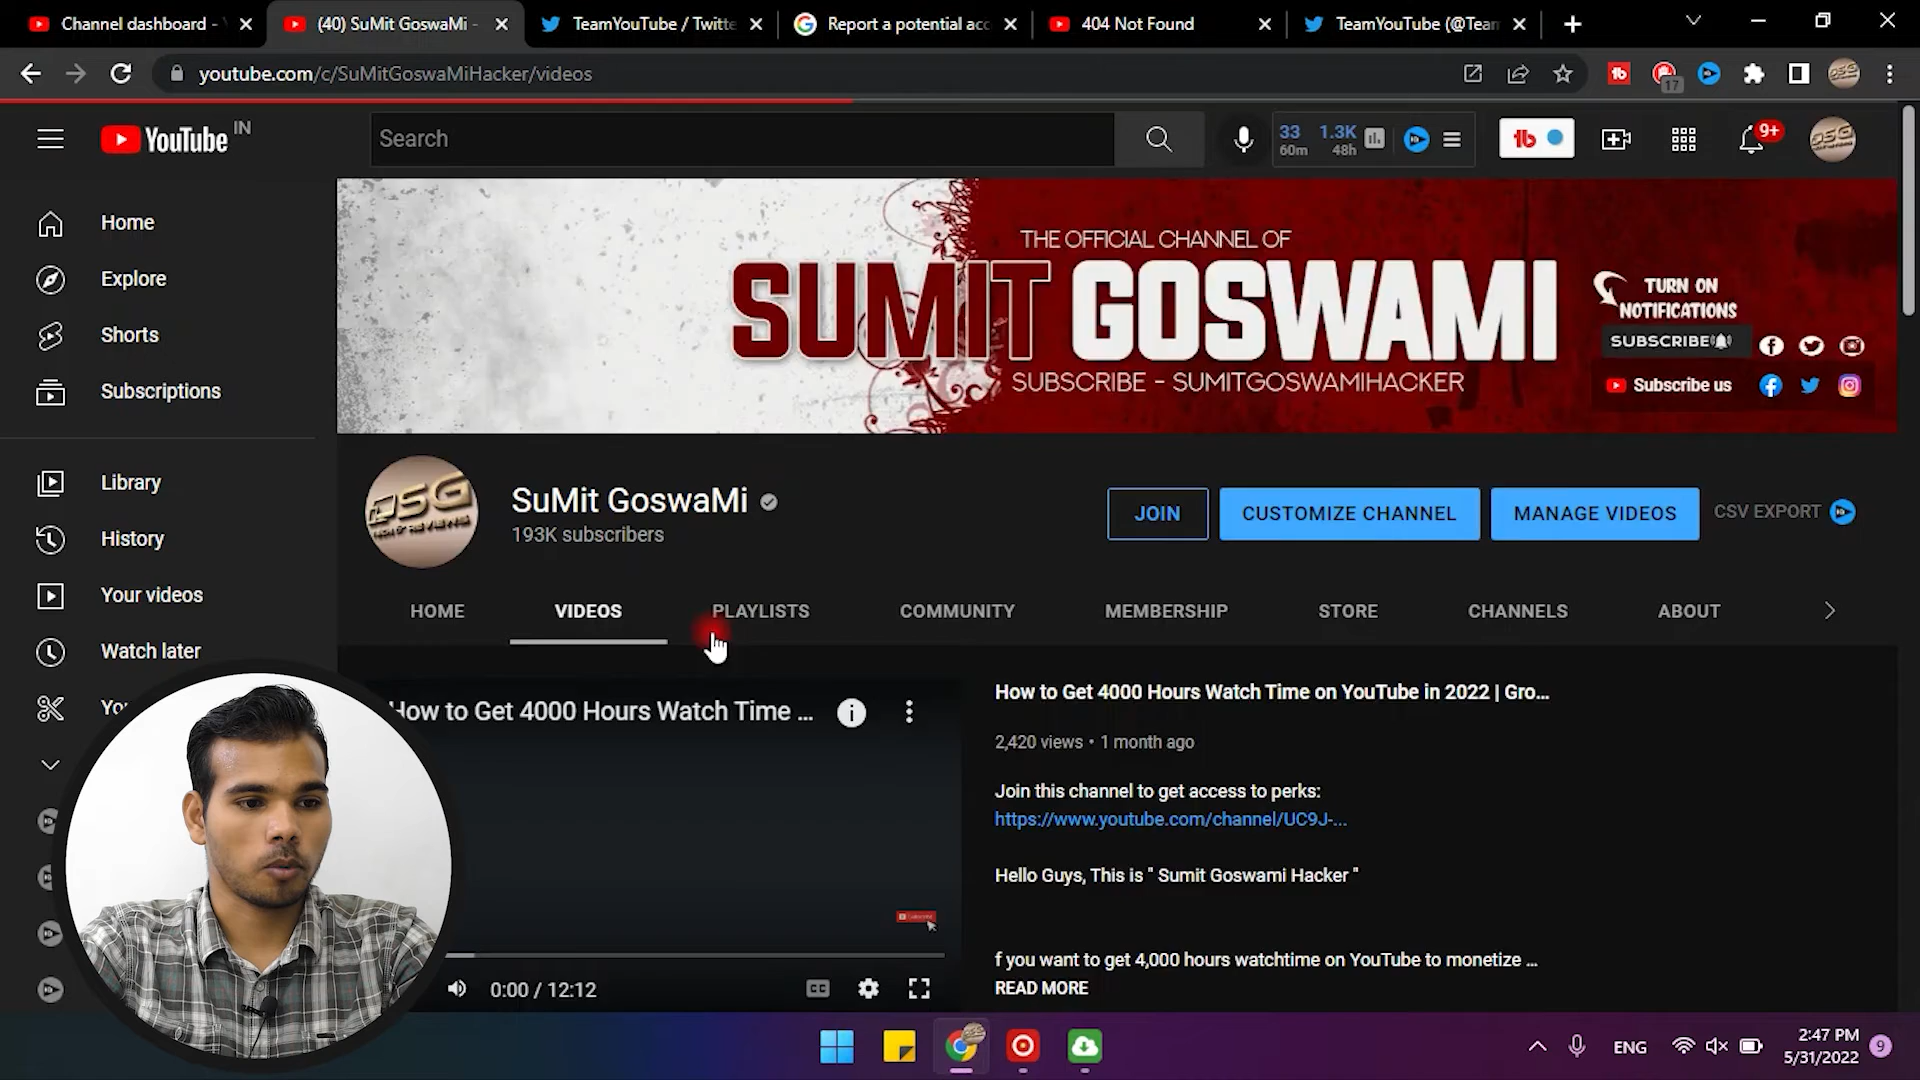 Channel dashboard -
(40) SuMit GoswaMi -
TeamYouTube / Twitte
Report a potential acc
404 Not Found
TeamYouTube (@Team
youtube.com/c/SuMitGoswaMiHacker/videos
17
YouTube IN
Search
33 1.3K
60m 48h
tb
9+
Home
Explore
Shorts
Subscriptions
Library
History
Your videos
Watch later
THE OFFICIAL CHANNEL OF
SUMIT GOSWAMI
SUBSCRIBE - SUMITGOSWAMIHACKER
TURN ON
NOTIFICATIONS
SUBSCRIBE
Subscribe us
SuMit GoswaMi
193K subscribers
JOIN
CUSTOMIZE CHANNEL
MANAGE VIDEOS
CSV EXPORT
HOME
VIDEOS
PLAYLISTS
COMMUNITY
MEMBERSHIP
STORE
CHANNELS
ABOUT
How to Get 4000 Hours Watch Time ...
0:00 / 12:12
How to Get 4000 Hours Watch Time on YouTube in 2022 | Gro...
2,420 views • 1 month ago
Join this channel to get access to perks:
https://www.youtube.com/channel/UC9J-...
Hello Guys, This is " Sumit Goswami Hacker "
f you want to get 4,000 hours watchtime on YouTube to monetize ...
READ MORE
ENG
2:47 PM
5/31/2022
9